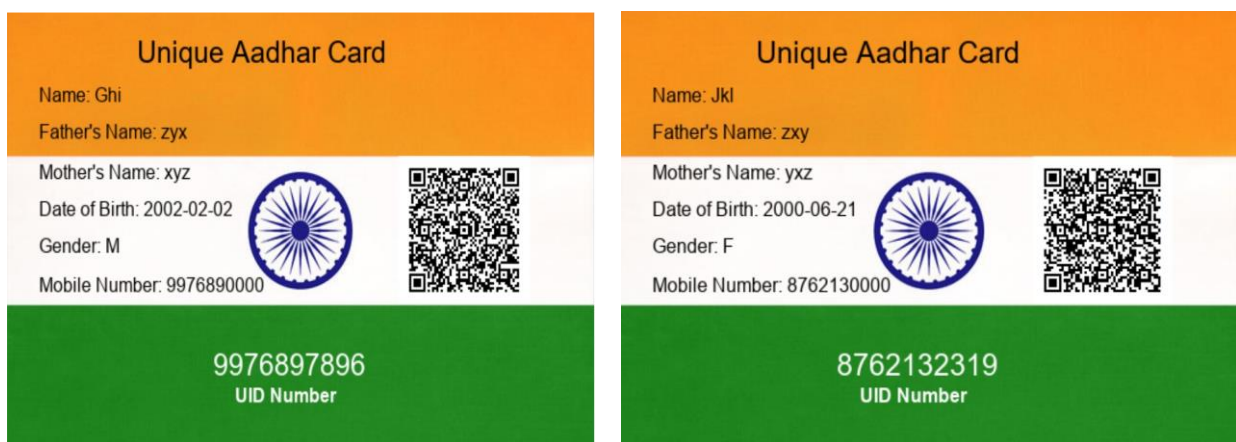 Unique Aadhar Card
Name: Ghi
Father's Name: zyx
Mother's Name: xyz
Date of Birth: 2002-02-02
Gender: M
Mobile Number: 9976890000
9976897896
UID Number
Unique Aadhar Card
Name: Jkl
Father's Name: zxy
Mother's Name: yxz
Date of Birth: 2000-06-21
Gender: F
Mobile Number: 8762130000
8762132319
UID Number